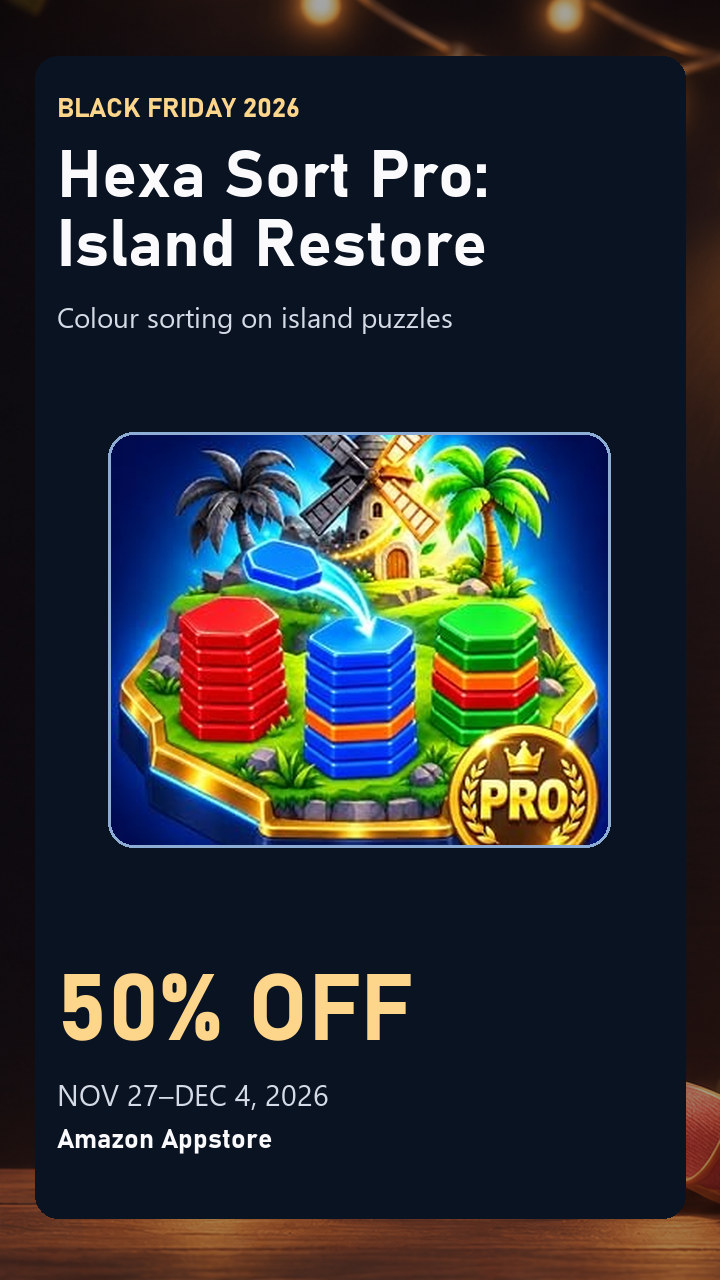 BLACK FRIDAY 2026
Hexa Sort Pro:
Island Restore
Colour sorting on island puzzles
PRO
50% OFF
NOV 27–DEC 4, 2026
Amazon Appstore